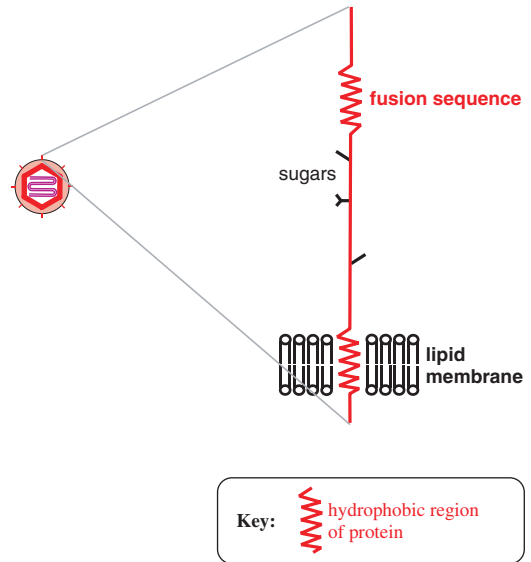 fusion sequence
sugars
lipid
membrane
Key: hydrophobic region
of protein